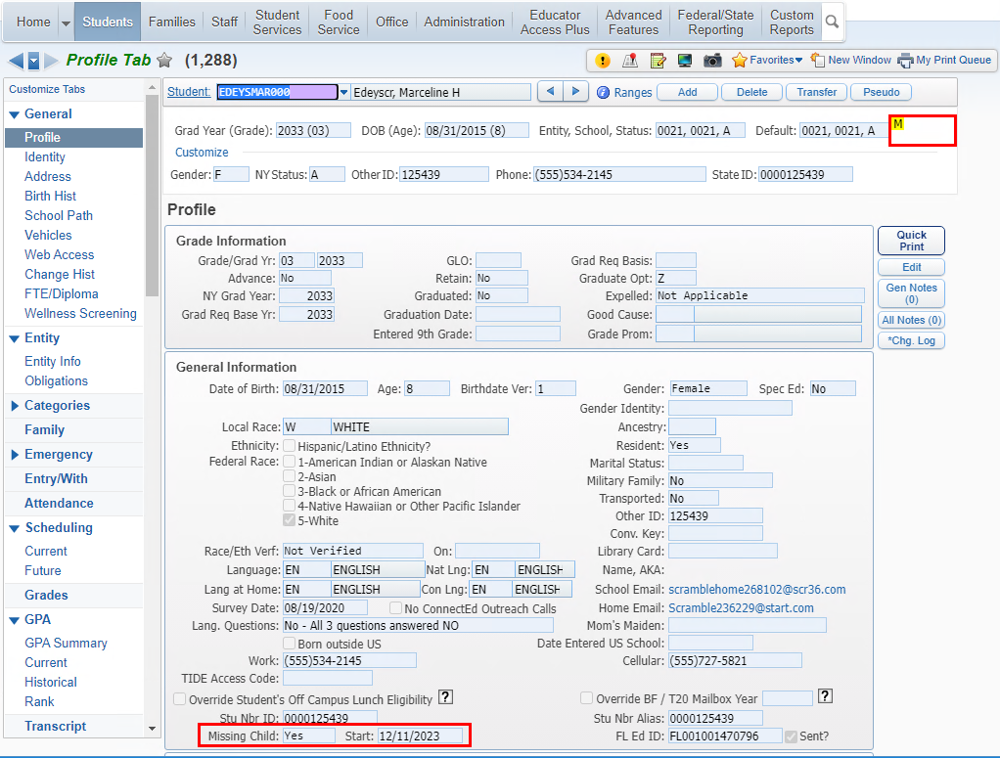 Home Students Families Staff Student Services Food Service Office Administration Educator Access Plus Advanced Features Federal/State Reporting Custom Reports
Profile Tab (1,288) Favorites New Window My Print Queue
Customize Tabs
General
Profile
Identity
Address
Birth Hist
School Path
Vehicles
Web Access
Change Hist
FTE/Diploma
Wellness Screening
Entity
Entity Info
Obligations
Categories
Family
Emergency
Entry/With
Attendance
Scheduling
Current
Future
Grades
GPA
GPA Summary
Current
Historical
Rank
Transcript
Student: EDEYSMAR000 Edeyscr, Marceline H Ranges Add Delete Transfer Pseudo
Grad Year (Grade): 2033 (03) DOB (Age): 08/31/2015 (8) Entity, School, Status: 0021, 0021, A Default: 0021, 0021, A M
Customize
Gender: F NY Status: A Other ID: 125439 Phone: (555)534-2145 State ID: 0000125439
Profile
Grade Information
Grade/Grad Yr: 03 2033 GLO: Grad Req Basis:
Advance: No Retain: No Graduate Opt: Z
NY Grad Year: 2033 Graduated: No Expelled: Not Applicable
Grad Req Base Yr: 2033 Graduation Date: Good Cause:
Entered 9th Grade: Grade Prom:
Quick Print
Edit
Gen Notes (0)
All Notes (0)
*Chg. Log
General Information
Date of Birth: 08/31/2015 Age: 8 Birthdate Ver: 1 Gender: Female Spec Ed: No
Gender Identity:
Local Race: W WHITE Ancestry:
Ethnicity: Hispanic/Latino Ethnicity? Resident: Yes
Federal Race: 1-American Indian or Alaskan Native Marital Status:
2-Asian Military Family: No
3-Black or African American Transported: No
4-Native Hawaiian or Other Pacific Islander Other ID: 125439
5-White Conv. Key:
Race/Eth Verf: Not Verified On: Library Card:
Language: EN ENGLISH Nat Lng: EN ENGLISH Name, AKA:
Lang at Home: EN ENGLISH Con Lng: EN ENGLISH School Email: scramblehome268102@scr36.com
Survey Date: 08/19/2020 No ConnectEd Outreach Calls Home Email: Scramble236229@start.com
Lang. Questions: No - All 3 questions answered NO Mom's Maiden:
Born outside US Date Entered US School:
Work: (555)534-2145 Cellular: (555)727-5821
TIDE Access Code:
Override Student's Off Campus Lunch Eligibility ? Override BF / T20 Mailbox Year ?
Stu Nbr ID: 0000125439 Stu Nbr Alias: 0000125439
Missing Child: Yes Start: 12/11/2023 FL Ed ID: FL001001470796 Sent?